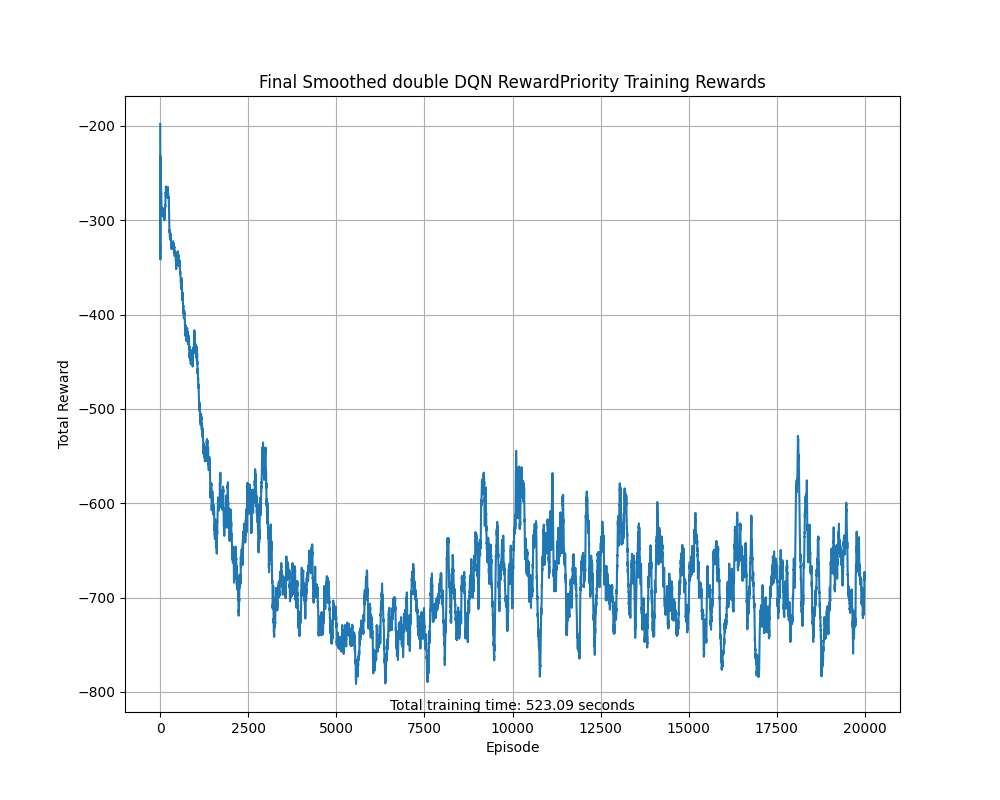 Final Smoothed double DQN RewardPriority Training Rewards
Total Reward
−200
−300
−400
−500
−600
−700
−800
Total training time: 523.09 seconds
0 2500 5000 7500 10000 12500 15000 17500 20000
Episode